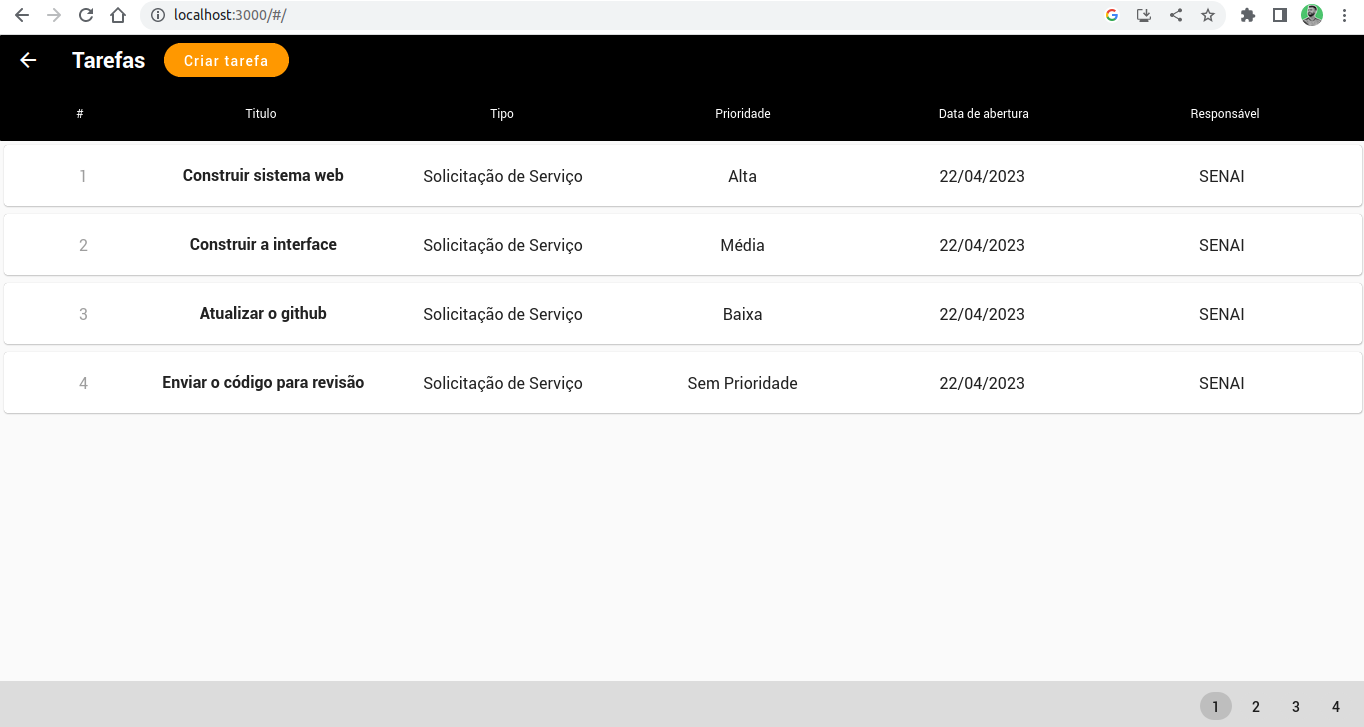 localhost:3000/#/
Tarefas Criar tarefa
# Titulo Tipo Prioridade Data de abertura Responsável
1 Construir sistema web Solicitação de Serviço Alta 22/04/2023 SENAI
2 Construir a interface Solicitação de Serviço Média 22/04/2023 SENAI
3 Atualizar o github Solicitação de Serviço Baixa 22/04/2023 SENAI
4 Enviar o código para revisão Solicitação de Serviço Sem Prioridade 22/04/2023 SENAI
1 2 3 4